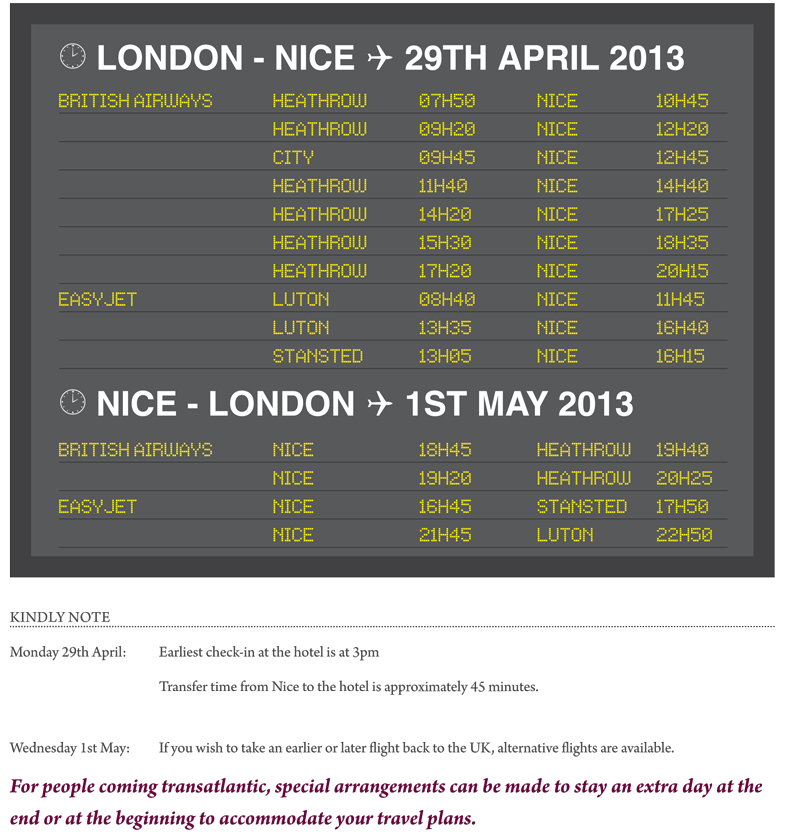 LONDON - NICE ✈ 29TH APRIL 2013
BRITISH AIRWAYS HEATHROW 07H50 NICE 10H45
HEATHROW 09H20 NICE 12H20
CITY 09H45 NICE 12H45
HEATHROW 11H40 NICE 14H40
HEATHROW 14H20 NICE 17H25
HEATHROW 15H30 NICE 18H35
HEATHROW 17H20 NICE 20H15
EASYJET LUTON 08H40 NICE 11H45
LUTON 13H35 NICE 16H40
STANSTED 13H05 NICE 16H15
NICE - LONDON ✈ 1ST MAY 2013
BRITISH AIRWAYS NICE 18H45 HEATHROW 19H40
NICE 19H20 HEATHROW 20H25
EASYJET NICE 16H45 STANSTED 17H50
NICE 21H45 LUTON 22H50
KINDLY NOTE
Monday 29th April: Earliest check-in at the hotel is at 3pm
Transfer time from Nice to the hotel is approximately 45 minutes.
Wednesday 1st May: If you wish to take an earlier or later flight back to the UK, alternative flights are available.
For people coming transatlantic, special arrangements can be made to stay an extra day at the
end or at the beginning to accommodate your travel plans.